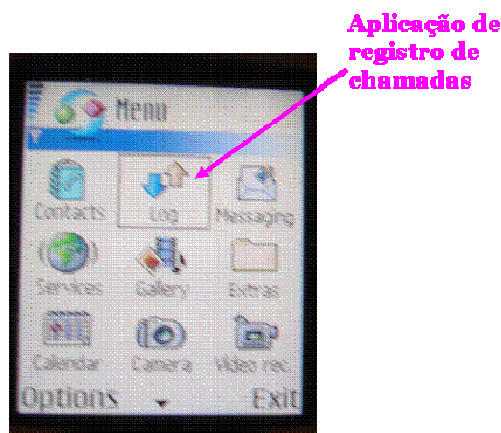 Aplicação de
registro de
chamadas
Menu
Contacts Log Messaging
Services Gallery Extras
Calendar Camera Video rec.
Options Exit